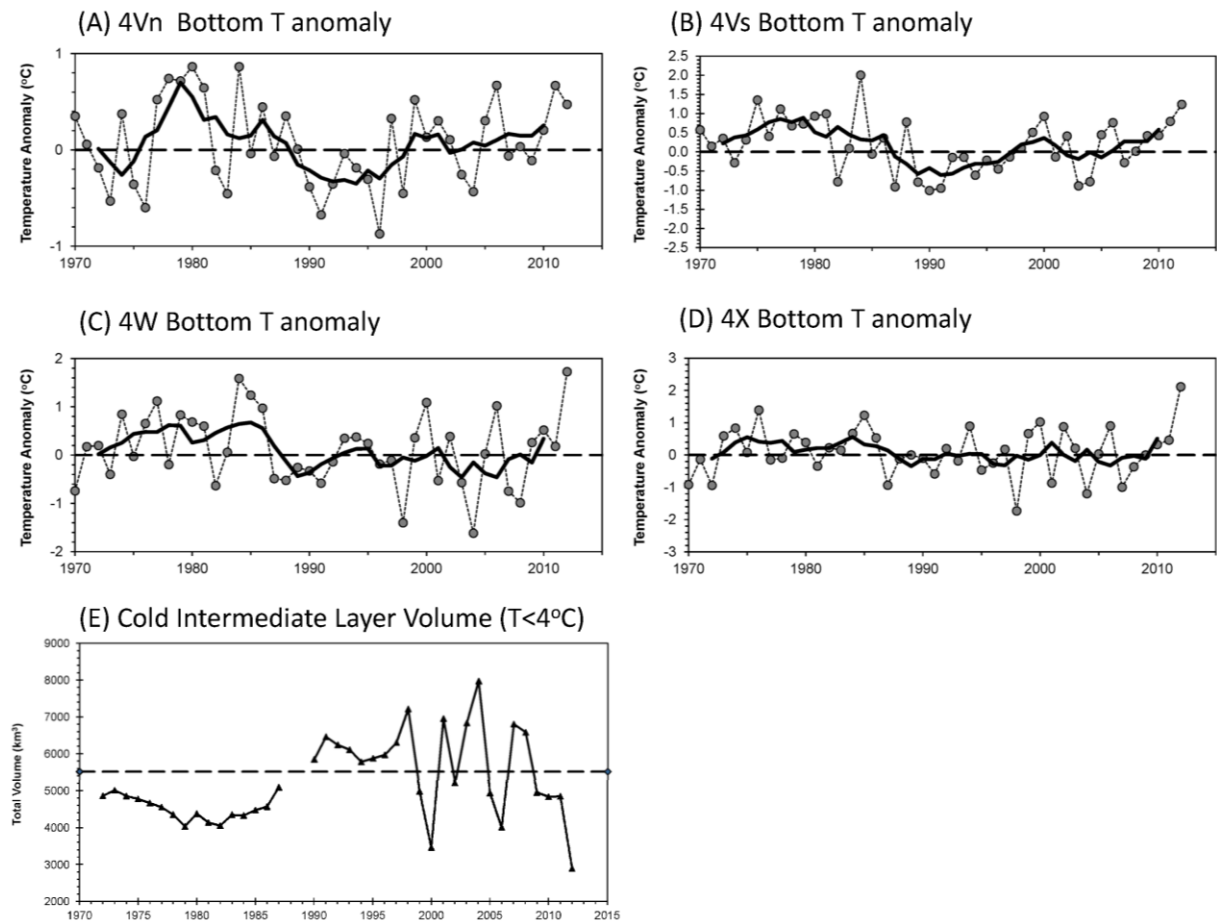 (A) 4Vn Bottom T anomaly
Temperature Anomaly (°C)
1
0
-1
1970 1980 1990 2000 2010
(B) 4Vs Bottom T anomaly
Temperature Anomaly (°C)
2.5
2.0
1.5
1.0
0.5
0.0
-0.5
-1.0
-1.5
-2.0
-2.5
1970 1980 1990 2000 2010
(C) 4W Bottom T anomaly
Temperature Anomaly (°C)
2
1
0
-1
-2
1970 1980 1990 2000 2010
(D) 4X Bottom T anomaly
Temperature Anomaly (°C)
3
2
1
0
-1
-2
-3
1970 1980 1990 2000 2010
(E) Cold Intermediate Layer Volume (T<4°C)
Total Volume (km³)
9000
8000
7000
6000
5000
4000
3000
2000
1970 1975 1980 1985 1990 1995 2000 2005 2010 2015